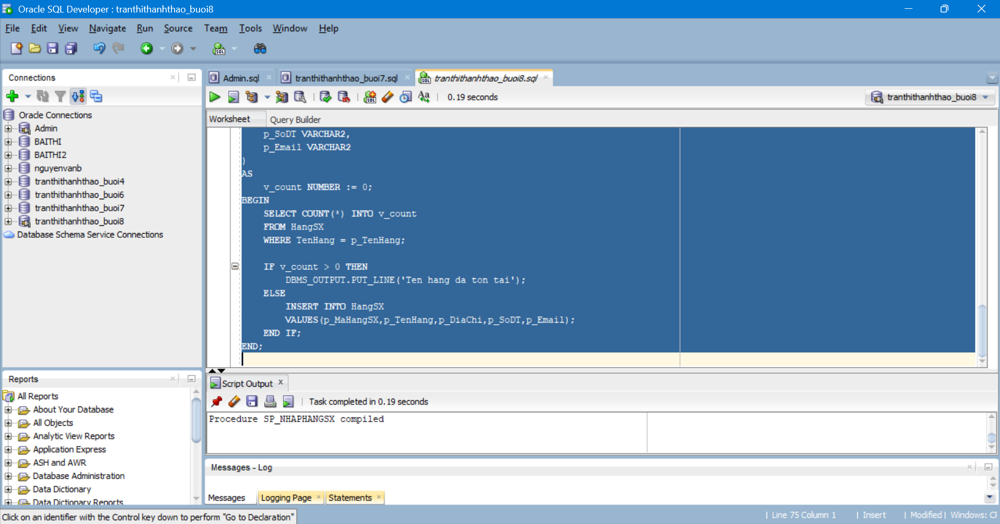 Oracle SQL Developer : tranthithanhthao_buoi8
File Edit View Navigate Run Source Team Tools Window Help
Connections
Oracle Connections
Admin
BAITHI
BAITHI2
nguyenvanb
tranthithanhthao_buoi4
tranthithanhthao_buoi6
tranthithanhthao_buoi7
tranthithanhthao_buoi8
Database Schema Service Connections
Reports
All Reports
About Your Database
All Objects
Analytic View Reports
Application Express
ASH and AWR
Database Administration
Data Dictionary
Data Dictionary Reports
Admin.sql tranthithanhthao_buoi7.sql tranthithanhthao_buoi8.sql
0.19 seconds
tranthithanhthao_buoi8
Worksheet Query Builder
p_SoDT VARCHAR2,
p_Email VARCHAR2
)
AS
v_count NUMBER := 0;
BEGIN
SELECT COUNT(*) INTO v_count
FROM HangSX
WHERE TenHang = p_TenHang;
IF v_count > 0 THEN
DBMS_OUTPUT.PUT_LINE('Ten hang da ton tai');
ELSE
INSERT INTO HangSX
VALUES(p_MaHangSX,p_TenHang,p_DiaChi,p_SoDT,p_Email);
END IF;
END;
Script Output
Task completed in 0.19 seconds
Procedure SP_NHAPHANGSX compiled
Messages - Log
Messages Logging Page Statements
Click on an identifier with the Control key down to perform "Go to Declaration"
| Line 75 Column 1 | Insert | Modified | Windows: CF